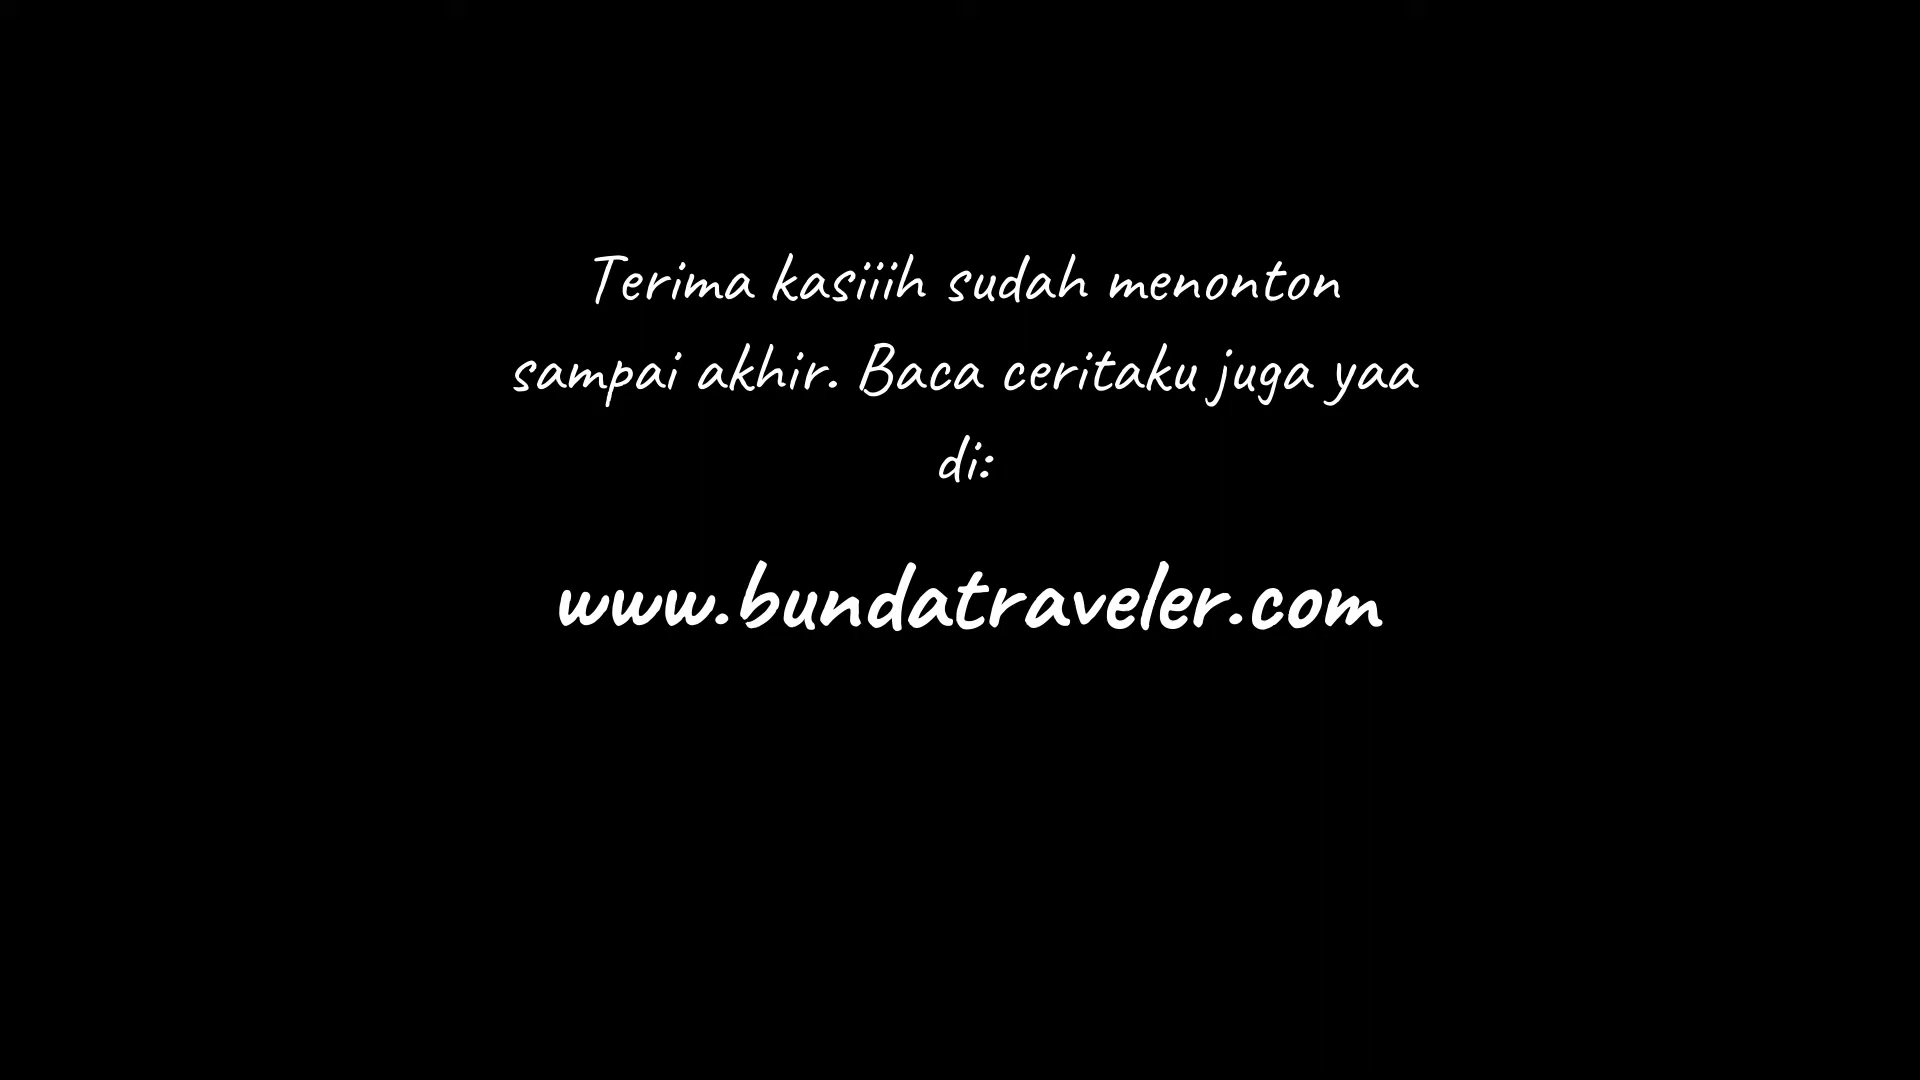 Terima kasiiih sudah menonton
sampai akhir. Baca ceritaku juga yaa
di:
www.bundatraveler.com